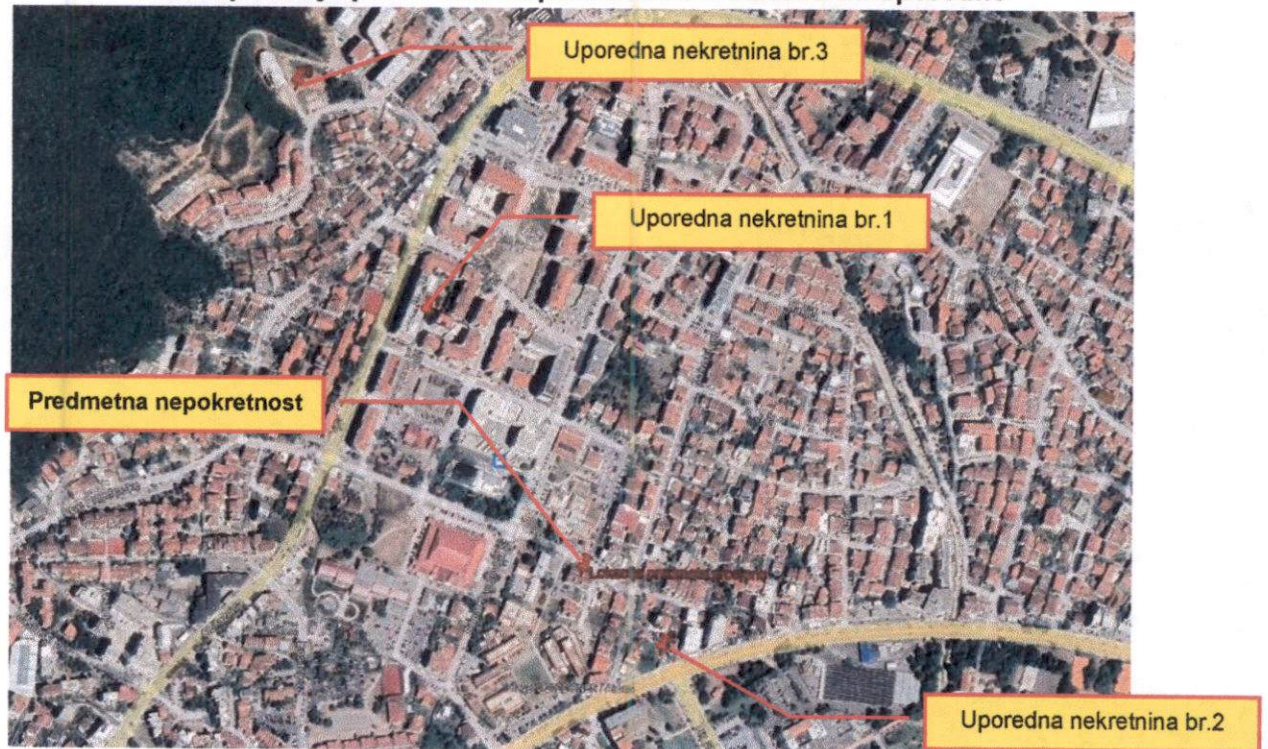 Uporedna nekretnina br.3
Uporedna nekretnina br.1
Predmetna nepokretnost
Uporedna nekretnina br.2